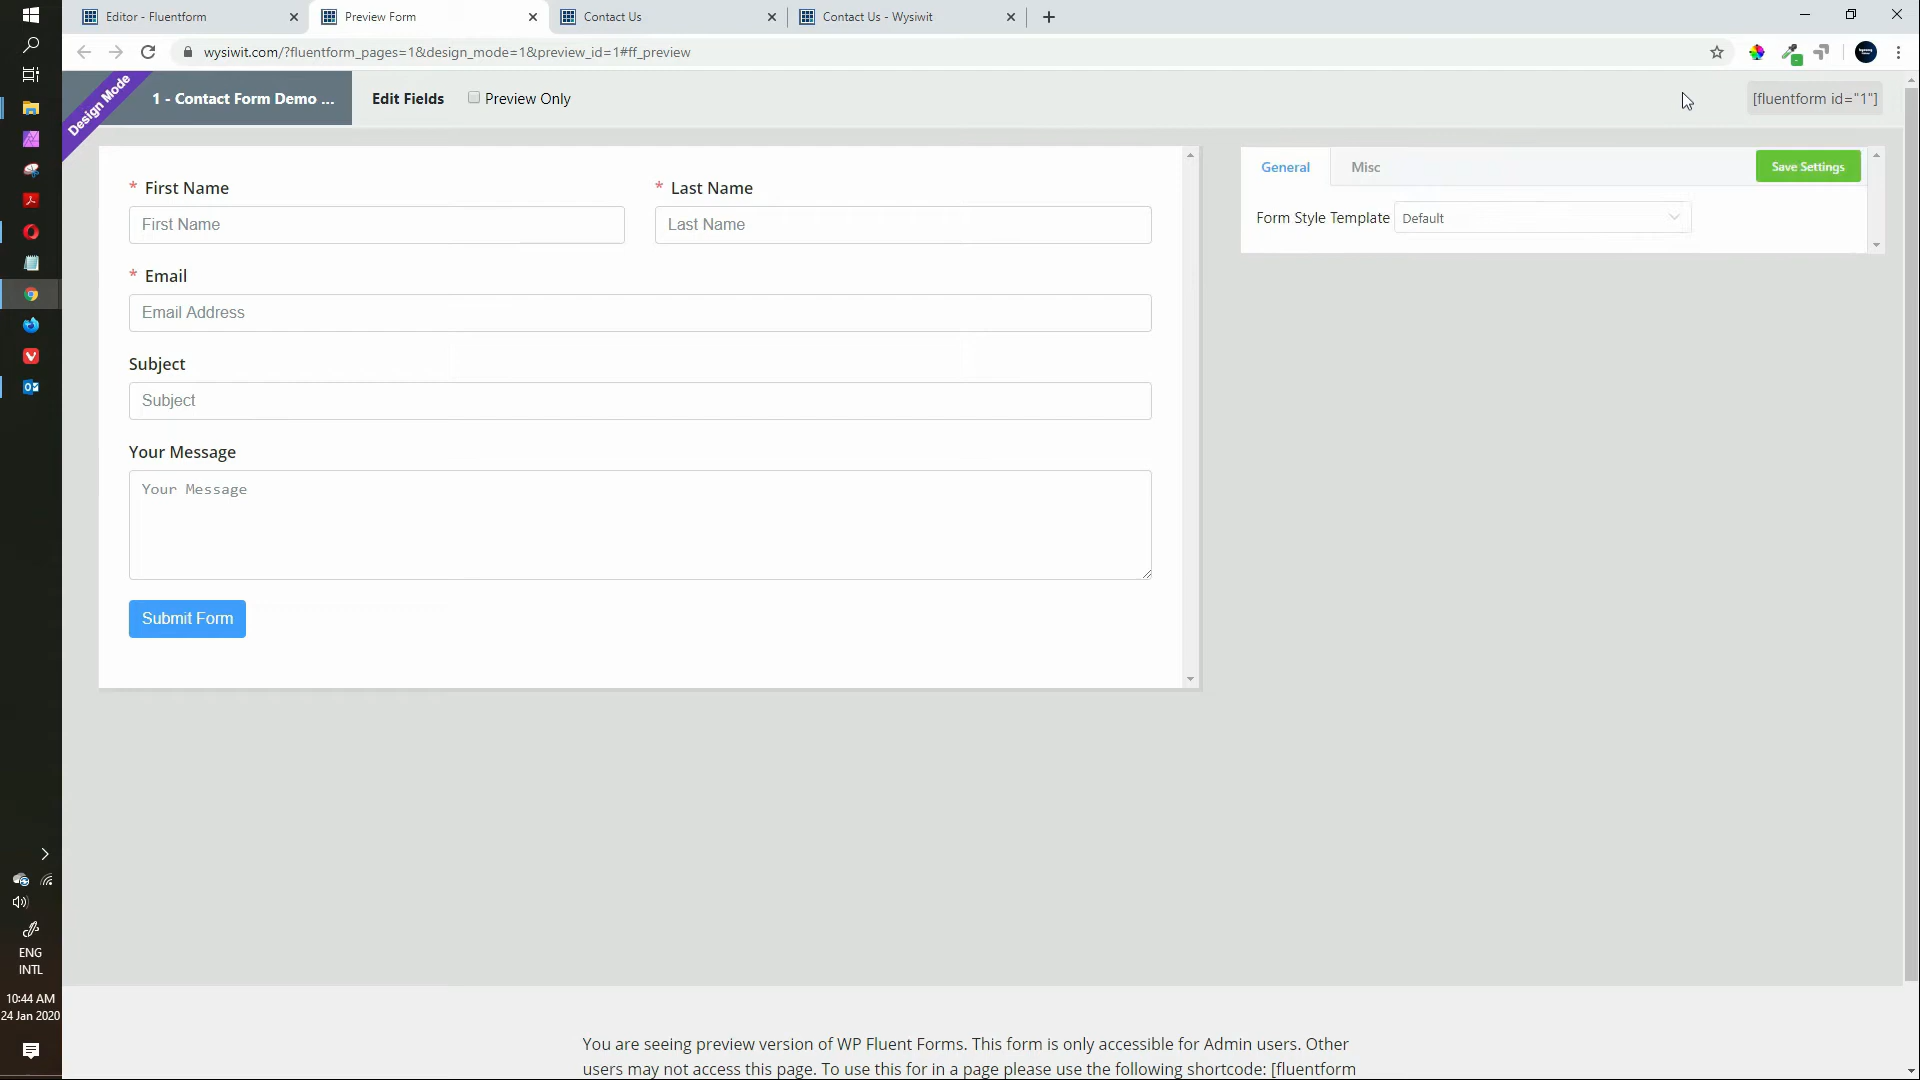 Editor - Fluentform
Preview Form
Contact Us
Contact Us - Wysiwit
wysiwit.com/?fluentform_pages=1&design_mode=1&preview_id=1#ff_preview
Design Mode
1 - Contact Form Demo ...
Edit Fields
Preview Only
[fluentform id="1"]
General
Misc
Save Settings
Form Style Template
Default
* First Name
* Last Name
First Name
Last Name
* Email
Email Address
Subject
Subject
Your Message
Your Message
Submit Form
ENG
INTL
10:44 AM
24 Jan 2020
You are seeing preview version of WP Fluent Forms. This form is only accessible for Admin users. Other
users may not access this page. To use this for in a page please use the following shortcode: [fluentform